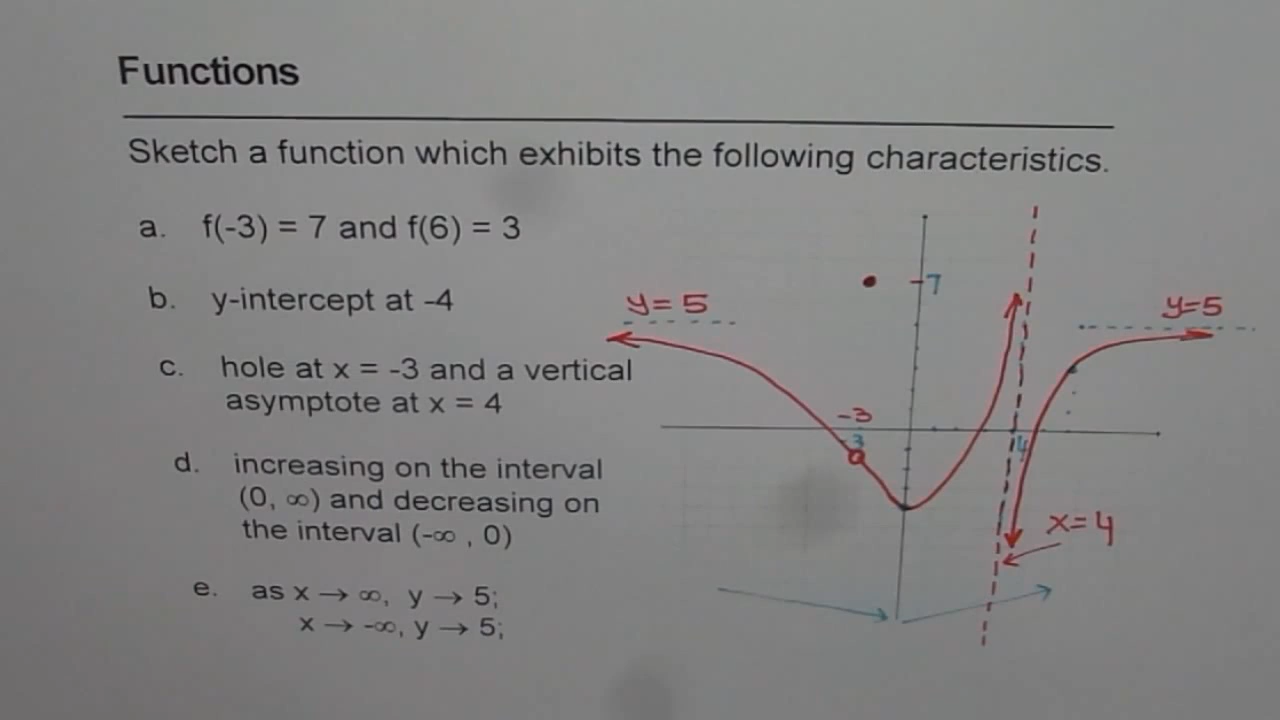 Functions
Sketch a function which exhibits the following characteristics.
a. f(-3) = 7 and f(6) = 3
b. y-intercept at -4
c. hole at x = -3 and a vertical
asymptote at x = 4
d. increasing on the interval
(0, ∞) and decreasing on
the interval (-∞ , 0)
e. as x → ∞, y → 5;
x → -∞, y → 5;
7
y = 5
y=5
-3
3
4
x=4